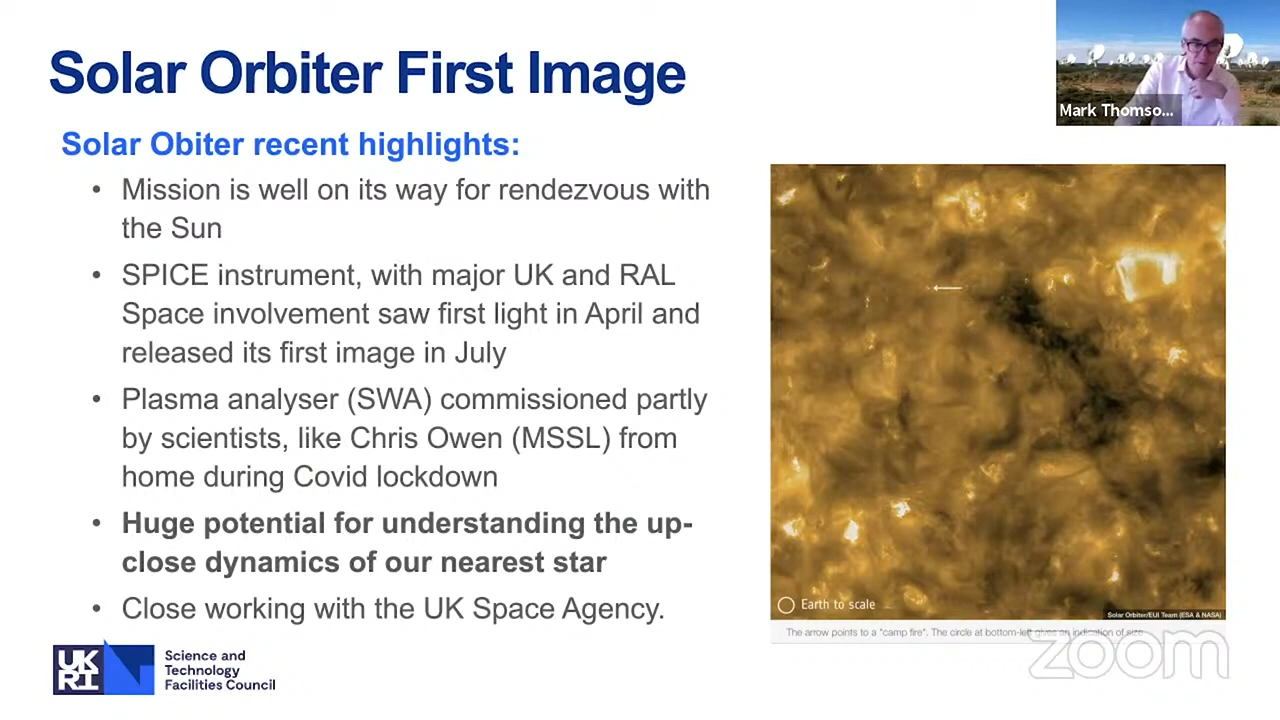 Solar Orbiter First Image
Mark Thomso...
Solar Obiter recent highlights:
• Mission is well on its way for rendezvous with
the Sun
• SPICE instrument, with major UK and RAL
Space involvement saw first light in April and
released its first image in July
• Plasma analyser (SWA) commissioned partly
by scientists, like Chris Owen (MSSL) from
home during Covid lockdown
• Huge potential for understanding the up-
close dynamics of our nearest star
• Close working with the UK Space Agency.
Earth to scale
Solar Orbiter/EUI Team (ESA & NASA)
The arrow points to a "camp fire". The circle at bottom-left gives an indication of size.
zoom
UK
RI
Science and
Technology
Facilities Council